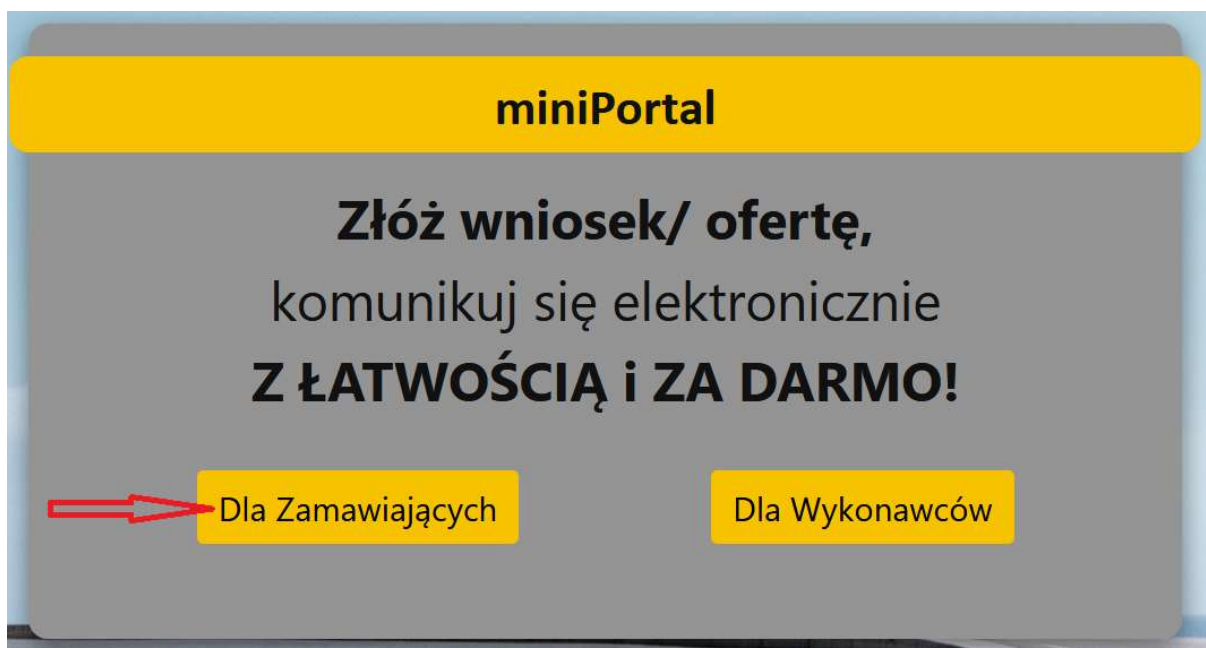 miniPortal
Złóż wniosek/ ofertę,
komunikuj się elektronicznie
Z ŁATWOŚCIĄ i ZA DARMO!
Dla Zamawiających
Dla Wykonawców